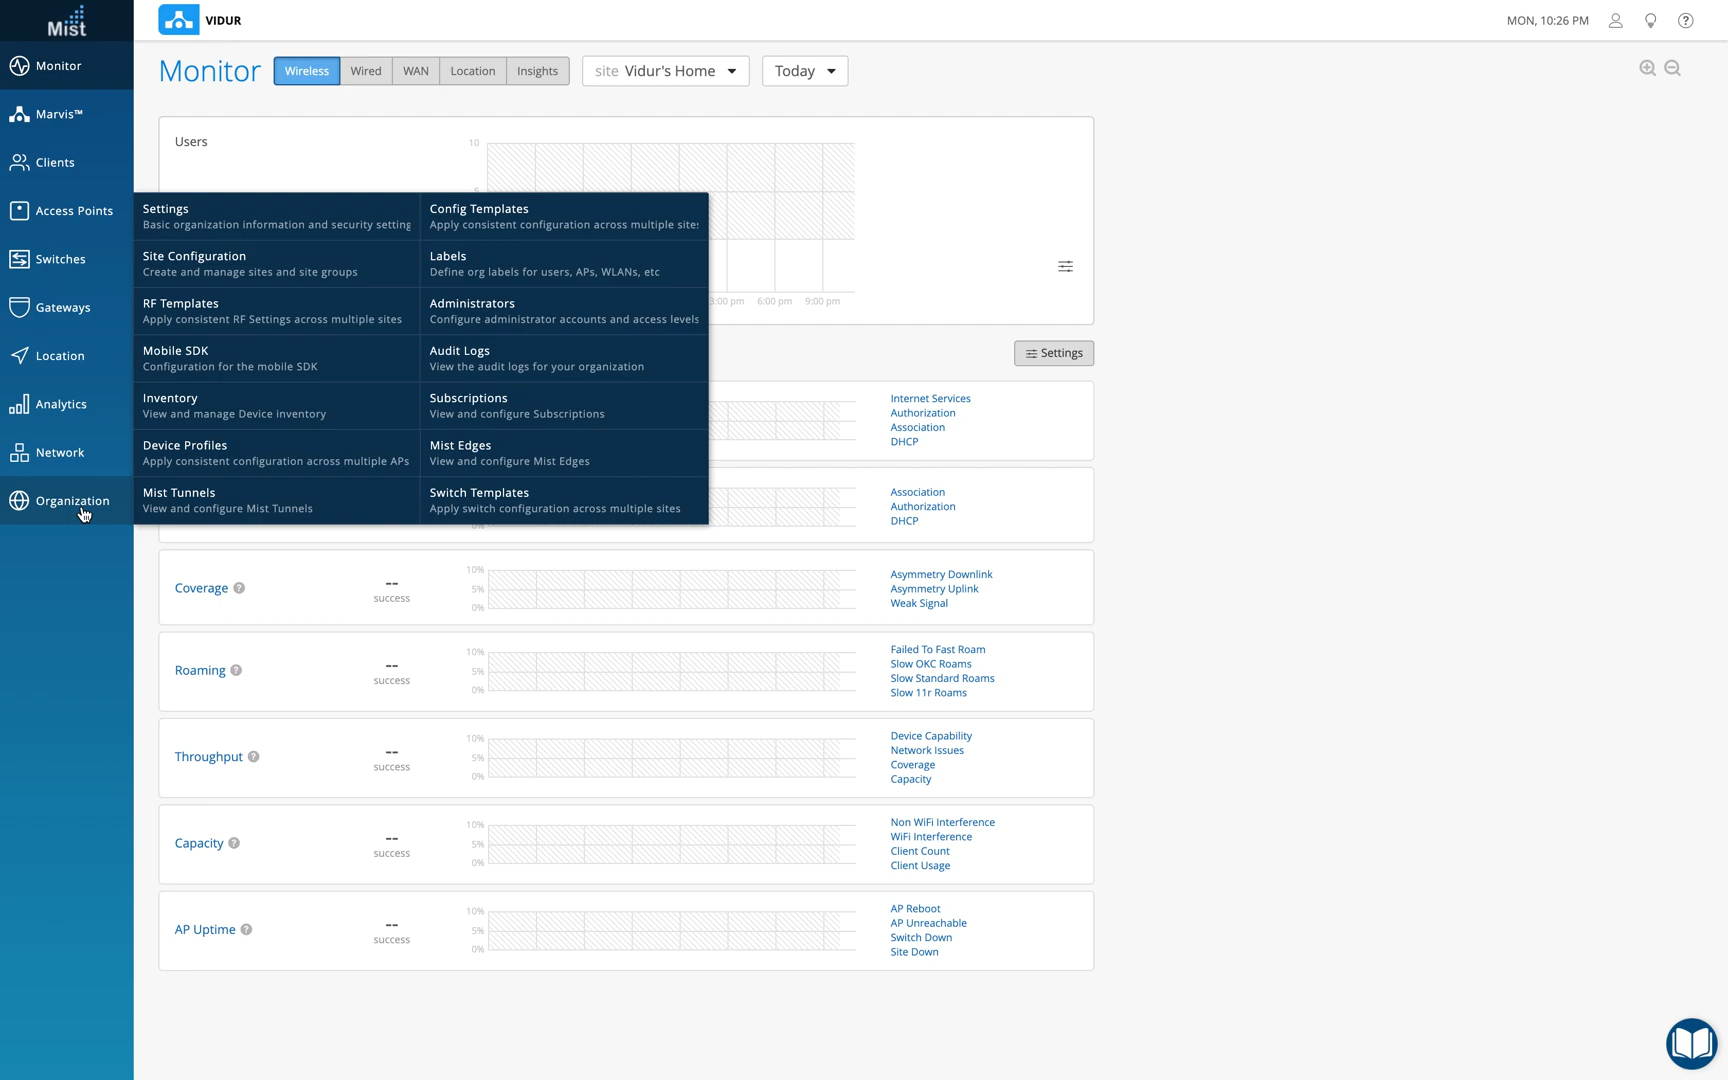 Mist
VIDUR
MON, 10:26 PM
Monitor
Marvis™
Clients
Access Points
Switches
Gateways
Location
Analytics
Network
Organization
Monitor
Wireless
Wired
WAN
Location
Insights
site Vidur's Home
Today
Users
10
5
3:00 pm
6:00 pm
9:00 pm
Settings
Basic organization information and security setting
Config Templates
Apply consistent configuration across multiple sites
Site Configuration
Create and manage sites and site groups
Labels
Define org labels for users, APs, WLANs, etc
RF Templates
Apply consistent RF Settings across multiple sites
Administrators
Configure administrator accounts and access levels
Mobile SDK
Configuration for the mobile SDK
Audit Logs
View the audit logs for your organization
Inventory
View and manage Device inventory
Subscriptions
View and configure Subscriptions
Device Profiles
Apply consistent configuration across multiple APs
Mist Edges
View and configure Mist Edges
Mist Tunnels
View and configure Mist Tunnels
Switch Templates
Apply switch configuration across multiple sites
Settings
Internet Services
Authorization
Association
DHCP
0%
Association
Authorization
DHCP
Coverage ?
--
success
10%
5%
0%
Asymmetry Downlink
Asymmetry Uplink
Weak Signal
Roaming ?
--
success
10%
5%
0%
Failed To Fast Roam
Slow OKC Roams
Slow Standard Roams
Slow 11r Roams
Throughput ?
--
success
10%
5%
0%
Device Capability
Network Issues
Coverage
Capacity
Capacity ?
--
success
10%
5%
0%
Non WiFi Interference
WiFi Interference
Client Count
Client Usage
AP Uptime ?
--
success
10%
5%
0%
AP Reboot
AP Unreachable
Switch Down
Site Down